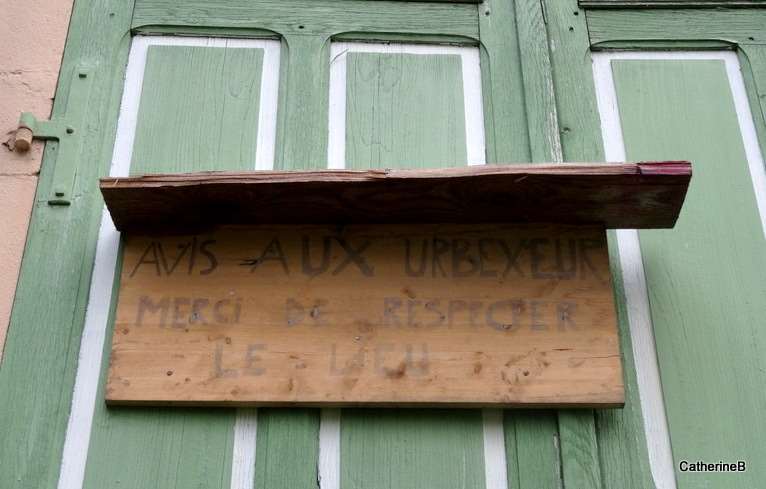 AVIS AUX URBEXEUR
MERCI DE RESPECTER
LE LIEU
CatherineB